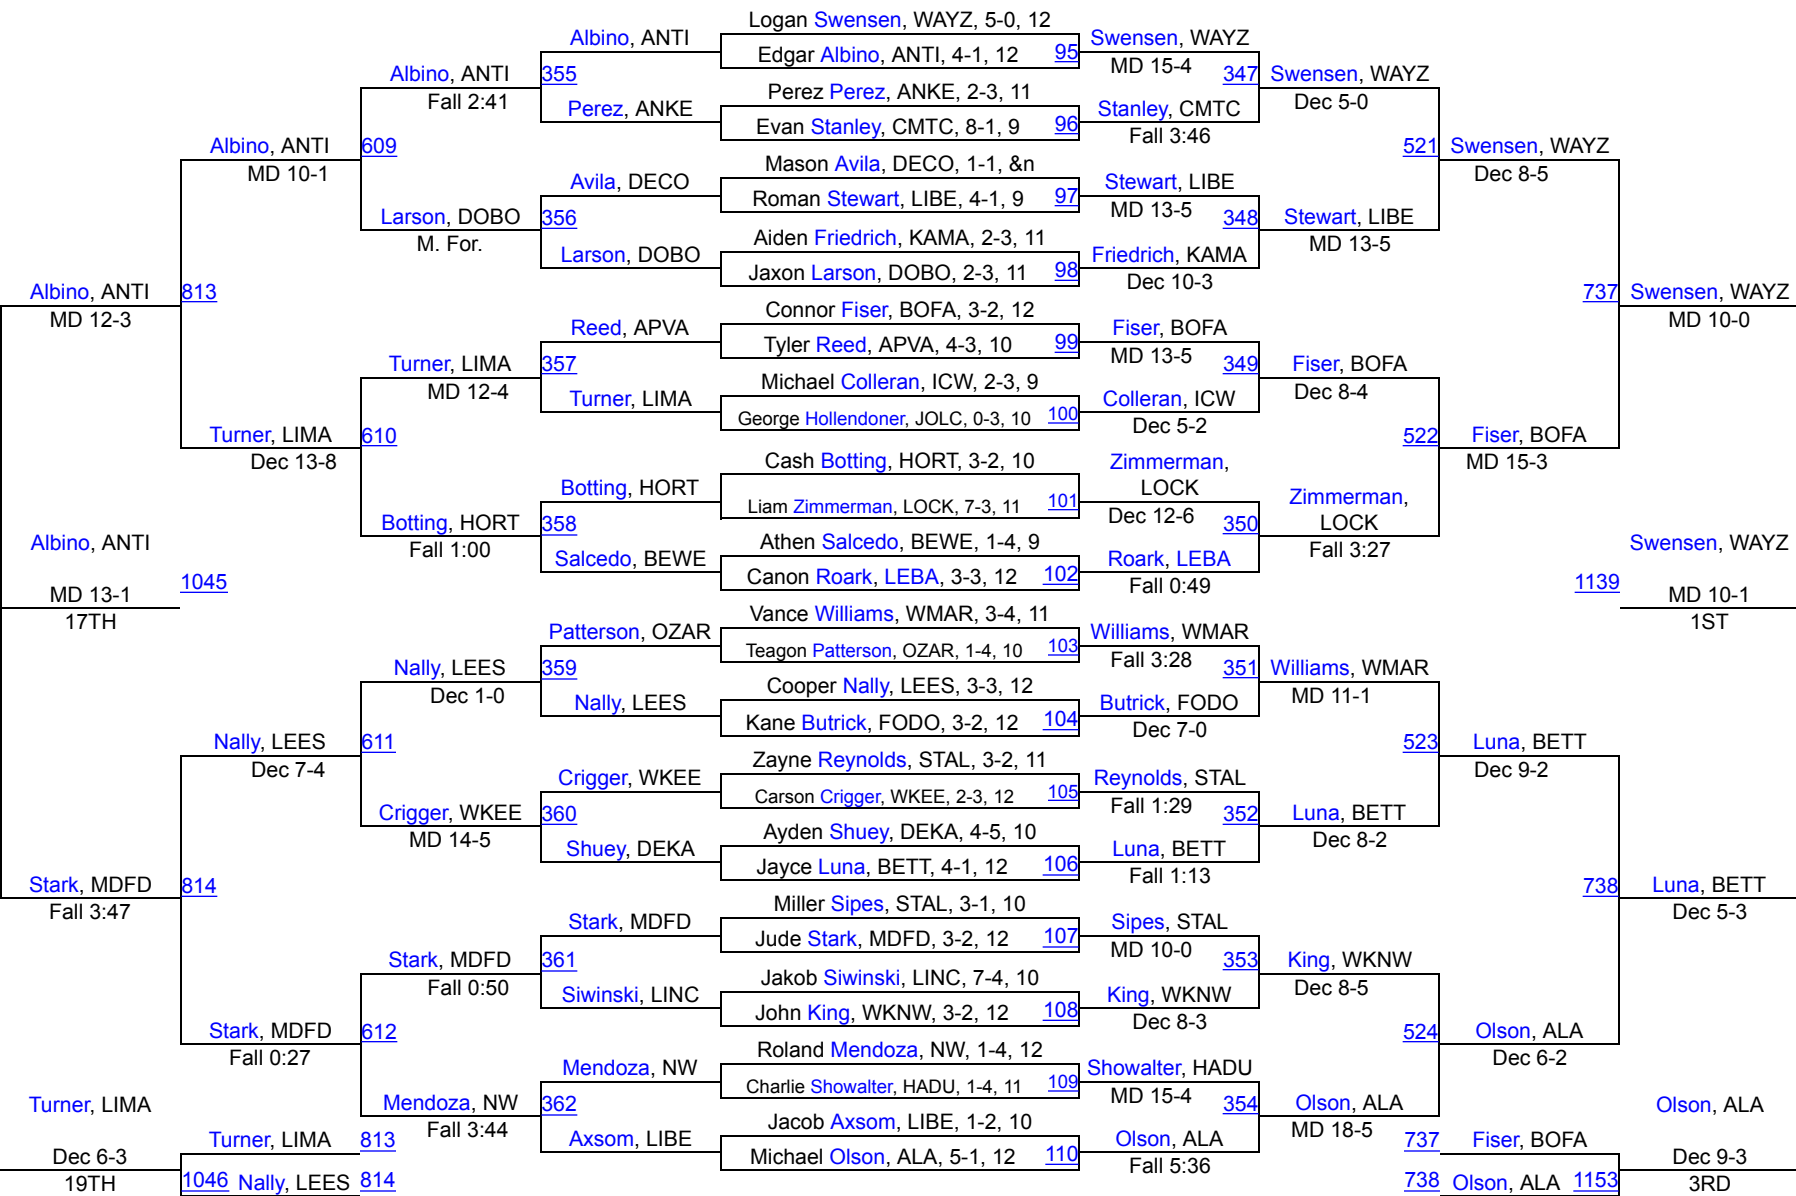 Logan Swensen, WAYZ, 5-0, 12
Albino, ANTI
Edgar Albino, ANTI, 4-1, 12 95
Swensen, WAYZ
MD 15-4
Albino, ANTI 355
Fall 2:41
347 Swensen, WAYZ
Dec 5-0
Perez Perez, ANKE, 2-3, 11
Perez, ANKE
Evan Stanley, CMTC, 8-1, 9 96
Stanley, CMTC
Fall 3:46
Albino, ANTI 609
MD 10-1
521 Swensen, WAYZ
Dec 8-5
Mason Avila, DECO, 1-1, &n
Avila, DECO
Roman Stewart, LIBE, 4-1, 9 97
Stewart, LIBE
MD 13-5
Larson, DOBO 356
M. For.
348 Stewart, LIBE
MD 13-5
Aiden Friedrich, KAMA, 2-3, 11
Larson, DOBO
Jaxon Larson, DOBO, 2-3, 11 98
Friedrich, KAMA
Dec 10-3
Albino, ANTI 813
MD 12-3
737 Swensen, WAYZ
MD 10-0
Connor Fiser, BOFA, 3-2, 12
Reed, APVA
Tyler Reed, APVA, 4-3, 10 99
Fiser, BOFA
MD 13-5
Turner, LIMA 357
MD 12-4
349 Fiser, BOFA
Dec 8-4
Michael Colleran, ICW, 2-3, 9
Turner, LIMA
George Hollendoner, JOLC, 0-3, 10 100
Colleran, ICW
Dec 5-2
Turner, LIMA 610
Dec 13-8
522 Fiser, BOFA
MD 15-3
Cash Botting, HORT, 3-2, 10
Botting, HORT
Liam Zimmerman, LOCK, 7-3, 11 101
Zimmerman,
LOCK
Dec 12-6
Botting, HORT 358
Fall 1:00
350 Zimmerman,
LOCK
Fall 3:27
Athen Salcedo, BEWE, 1-4, 9
Salcedo, BEWE
Canon Roark, LEBA, 3-3, 12 102
Roark, LEBA
Fall 0:49
Albino, ANTI
1045
MD 13-1
17TH
Swensen, WAYZ
1139
MD 10-1
1ST
Vance Williams, WMAR, 3-4, 11
Patterson, OZAR
Teagon Patterson, OZAR, 1-4, 10 103
Williams, WMAR
Fall 3:28
Nally, LEES 359
Dec 1-0
351 Williams, WMAR
MD 11-1
Cooper Nally, LEES, 3-3, 12
Nally, LEES
Kane Butrick, FODO, 3-2, 12 104
Butrick, FODO
Dec 7-0
Nally, LEES 611
Dec 7-4
523 Luna, BETT
Dec 9-2
Zayne Reynolds, STAL, 3-2, 11
Crigger, WKEE
Carson Crigger, WKEE, 2-3, 12 105
Reynolds, STAL
Fall 1:29
Crigger, WKEE 360
MD 14-5
352 Luna, BETT
Dec 8-2
Ayden Shuey, DEKA, 4-5, 10
Shuey, DEKA
Jayce Luna, BETT, 4-1, 12 106
Luna, BETT
Fall 1:13
Stark, MDFD 814
Fall 3:47
738 Luna, BETT
Dec 5-3
Miller Sipes, STAL, 3-1, 10
Stark, MDFD
Jude Stark, MDFD, 3-2, 12 107
Sipes, STAL
MD 10-0
Stark, MDFD 361
Fall 0:50
353 King, WKNW
Dec 8-5
Jakob Siwinski, LINC, 7-4, 10
Siwinski, LINC
John King, WKNW, 3-2, 12 108
King, WKNW
Dec 8-3
Stark, MDFD 612
Fall 0:27
524 Olson, ALA
Dec 6-2
Roland Mendoza, NW, 1-4, 12
Mendoza, NW
Charlie Showalter, HADU, 1-4, 11 109
Showalter, HADU
MD 15-4
Mendoza, NW 362
Fall 3:44
354 Olson, ALA
MD 18-5
Jacob Axsom, LIBE, 1-2, 10
Axsom, LIBE
Michael Olson, ALA, 5-1, 12 110
Olson, ALA
Fall 5:36
Turner, LIMA
Turner, LIMA 813
Dec 6-3
19TH
1046 Nally, LEES 814
Olson, ALA
737 Fiser, BOFA
Dec 9-3
738 Olson, ALA 1153
3RD